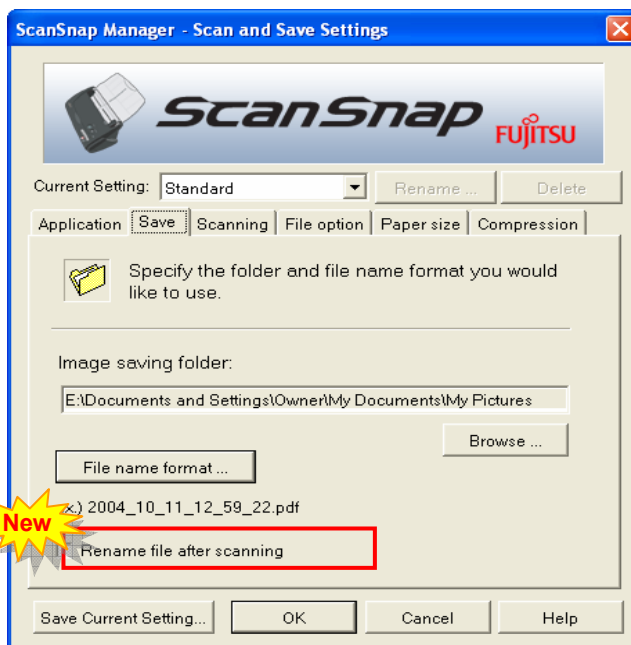 ScanSnap Manager - Scan and Save Settings
ScanSnap
FUJITSU
Current Setting: Standard Rename ... Delete
Application Save Scanning File option Paper size Compression
Specify the folder and file name format you would
like to use.
Image saving folder:
E:\Documents and Settings\Owner\My Documents\My Pictures
Browse ...
File name format ...
x.) 2004_10_11_12_59_22.pdf
New
Rename file after scanning
Save Current Setting... OK Cancel Help